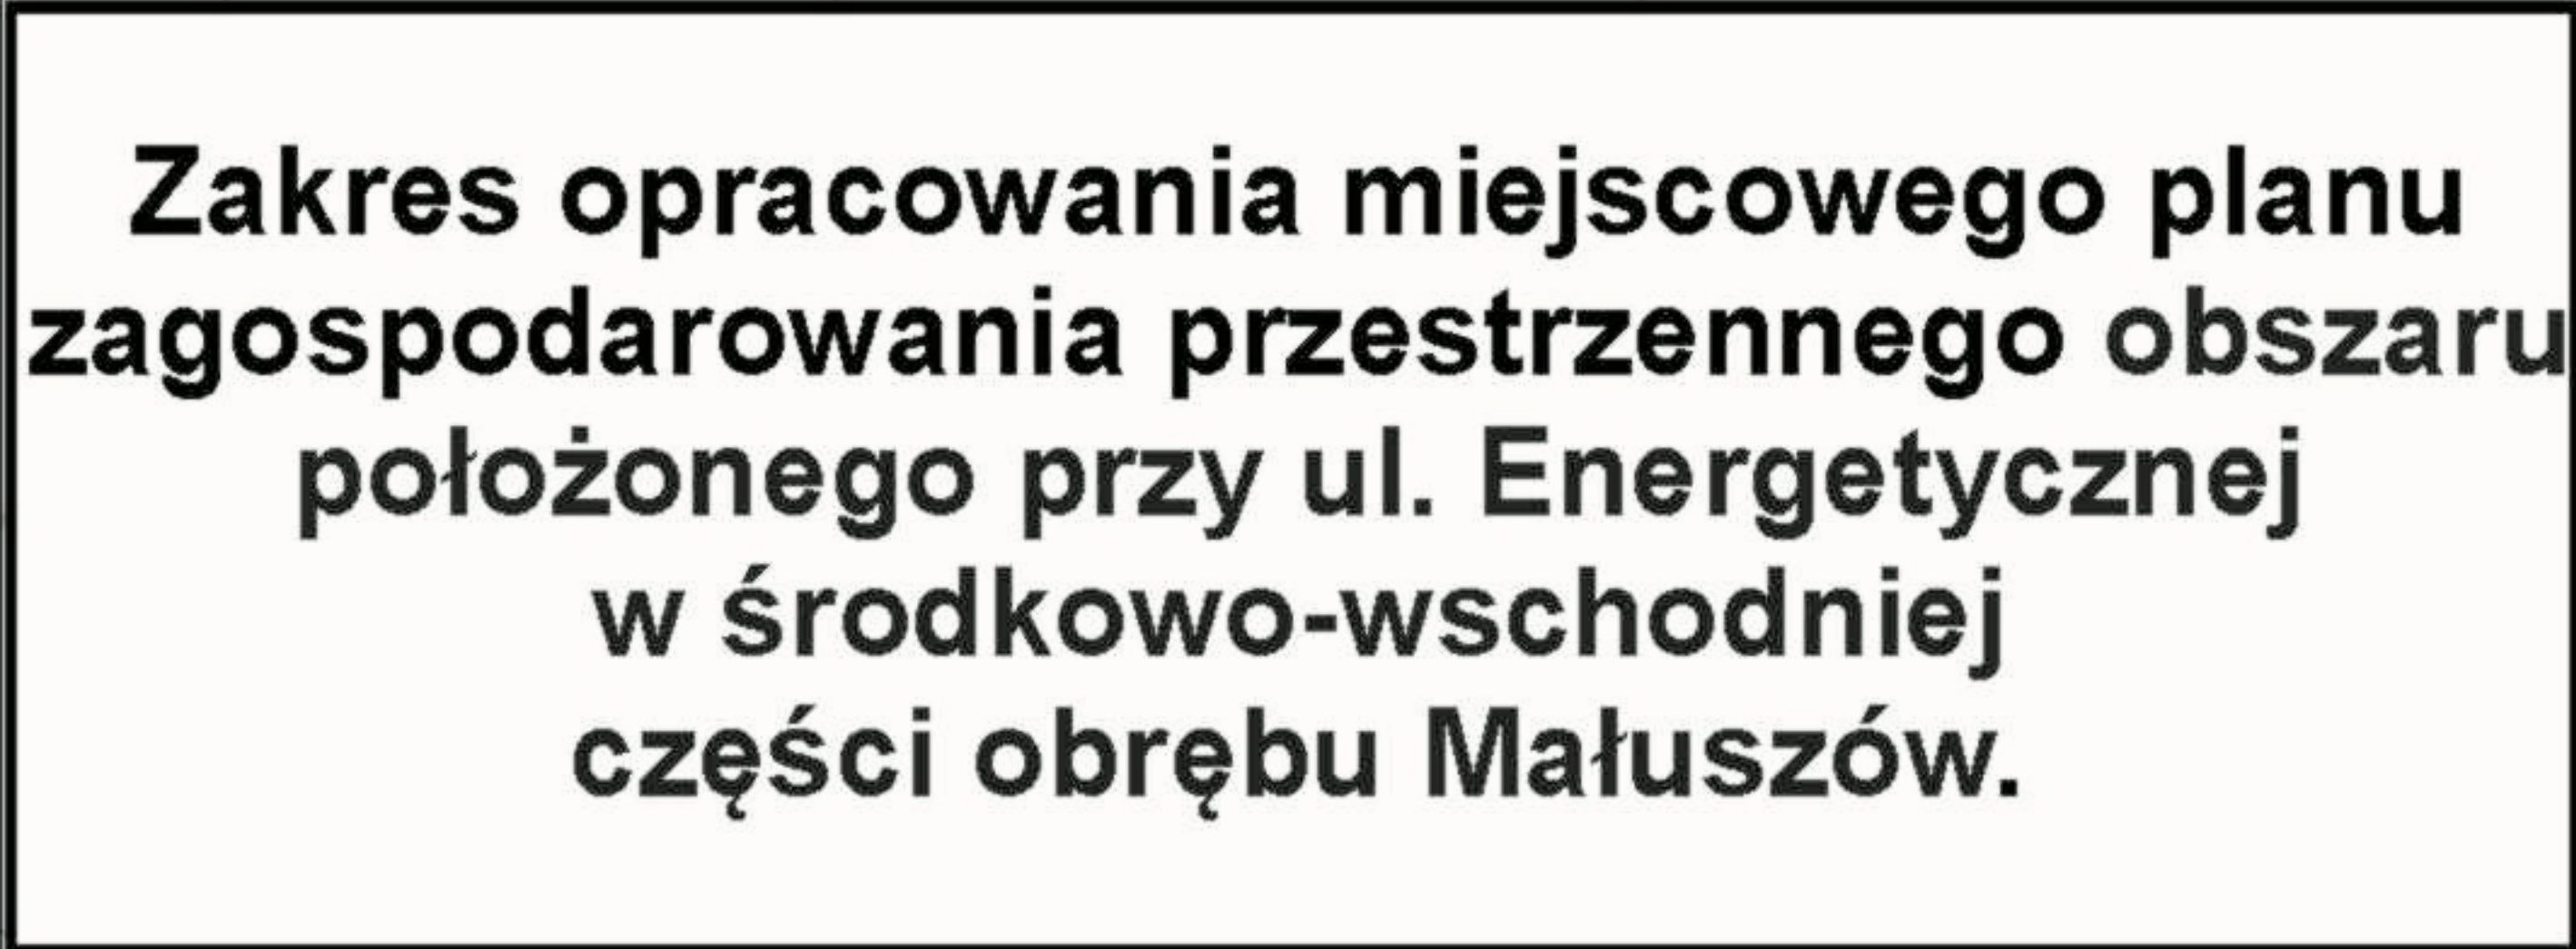 Zakres opracowania miejscowego planu
zagospodarowania przestrzennego obszaru
położonego przy ul. Energetycznej
w środkowo-wschodniej
części obrębu Małuszów.